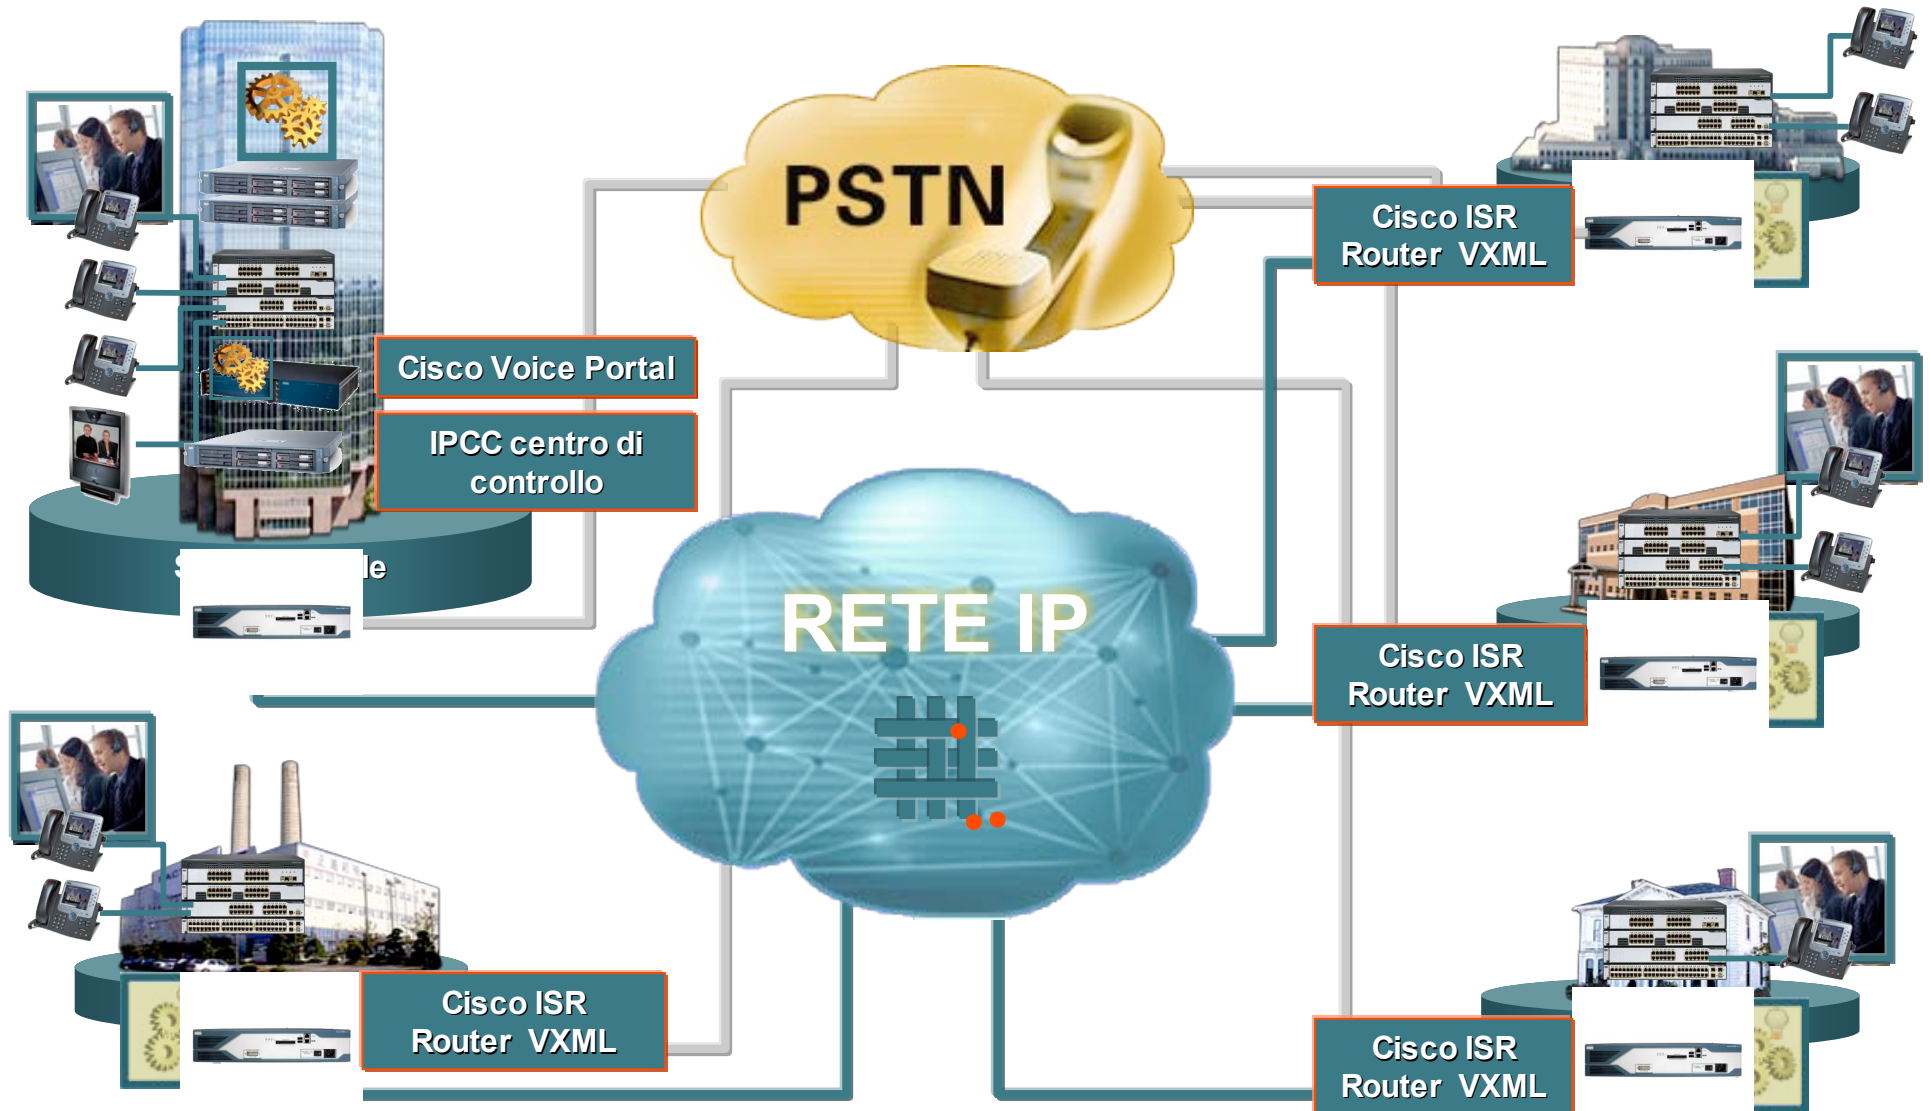 PSTN
Cisco ISR
Router VXML
Cisco Voice Portal
IPCC centro di
controllo
RETE IP
Cisco ISR
Router VXML
Cisco ISR
Router VXML
Cisco ISR
Router VXML